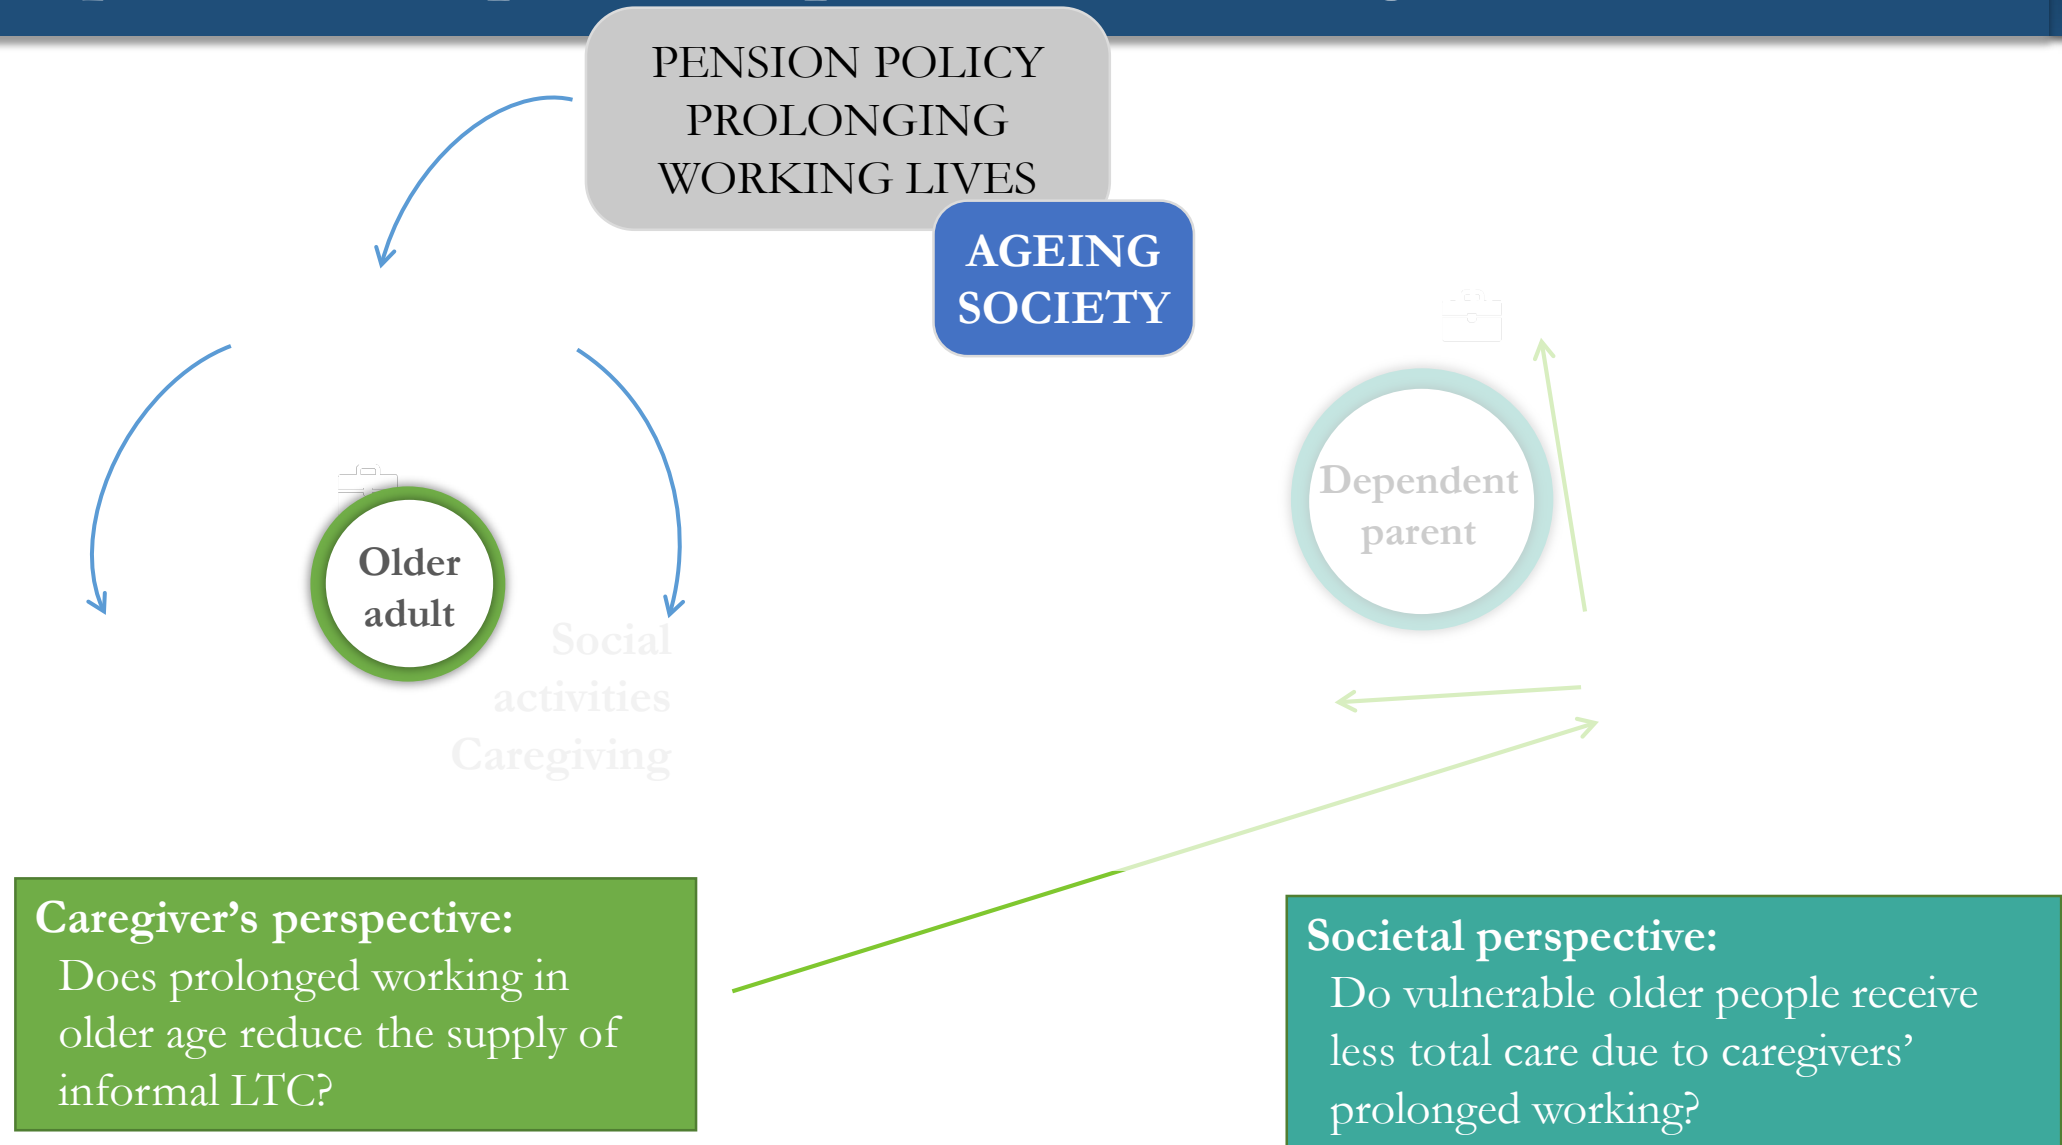 PENSION POLICY
PROLONGING
WORKING LIVES
AGEING
SOCIETY
Dependent
parent
Older
adult
Social
activities
Caregiving
Caregiver’s perspective:
Does prolonged working in
older age reduce the supply of
informal LTC?
Societal perspective:
Do vulnerable older people receive
less total care due to caregivers’
prolonged working?